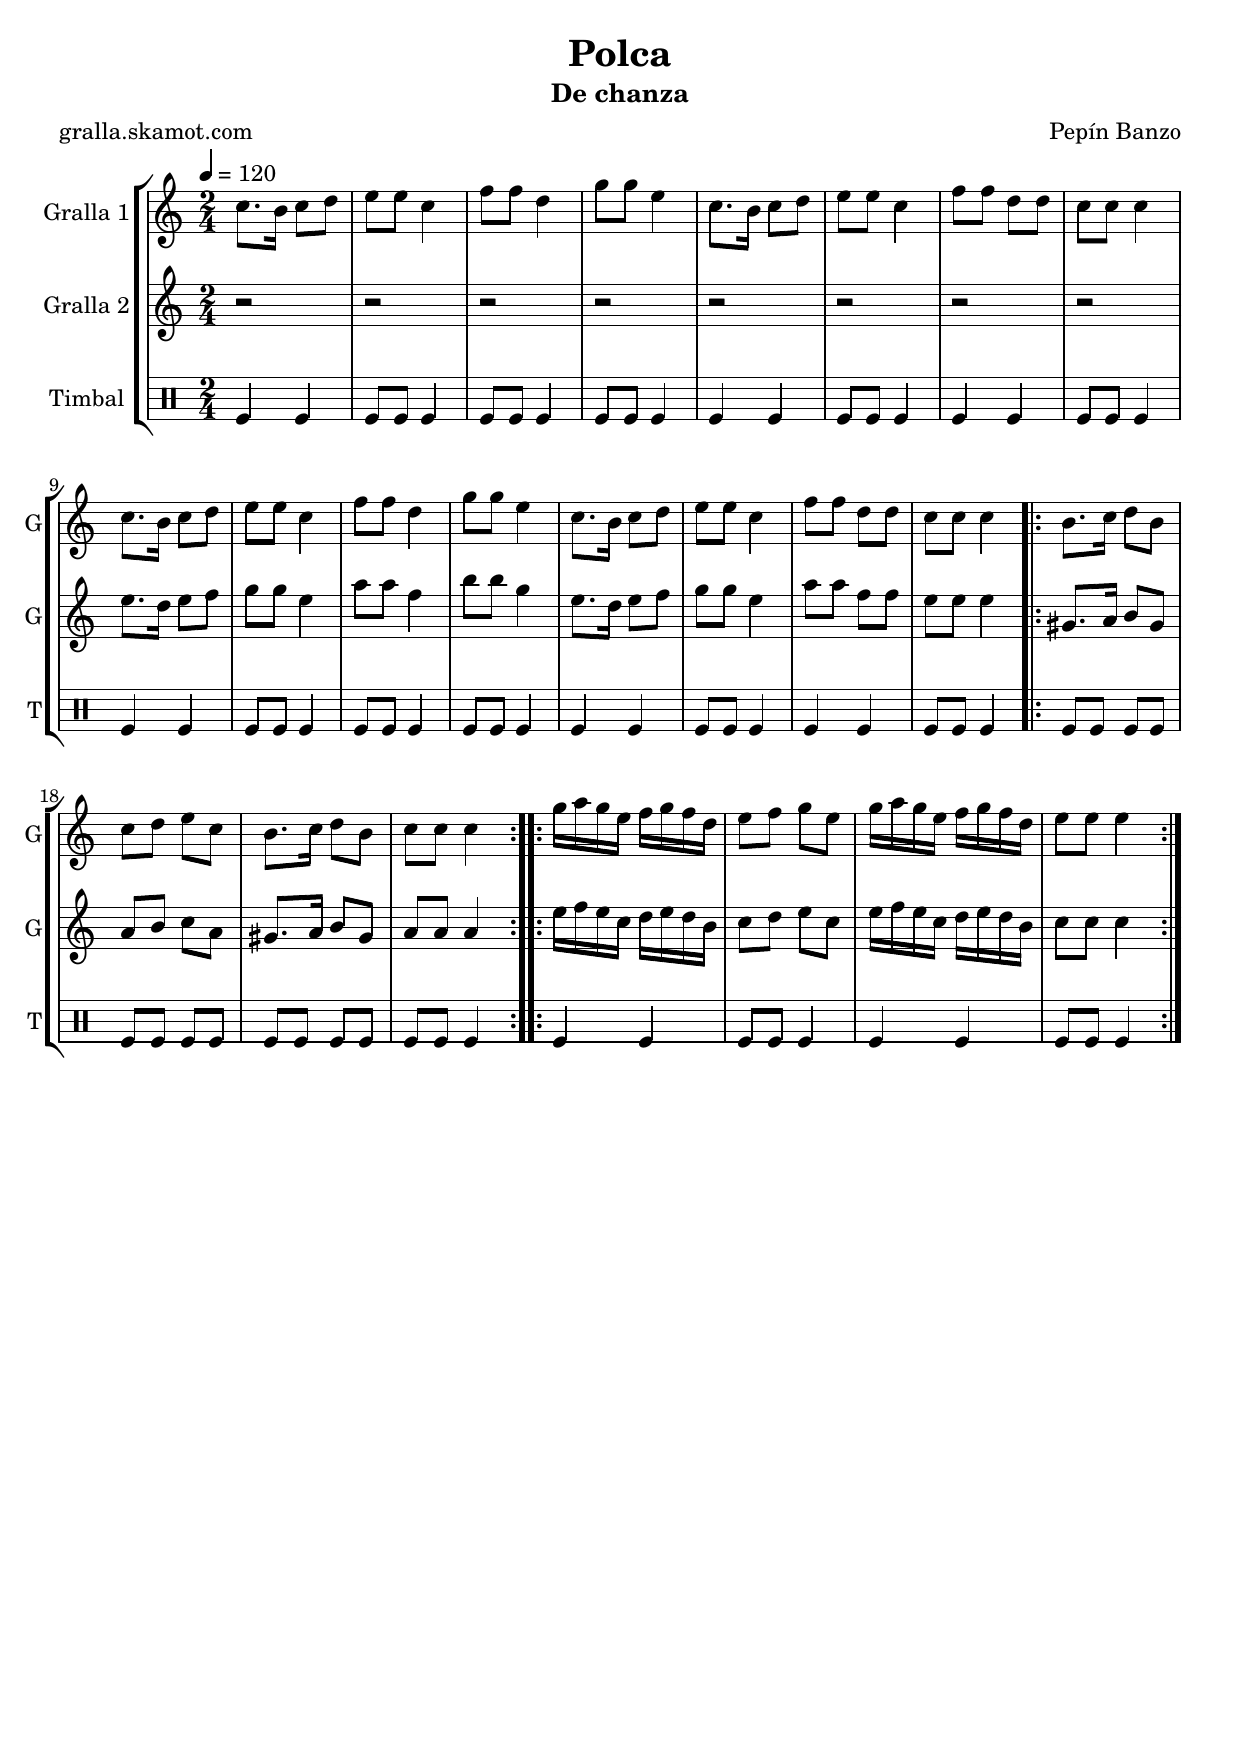 Polca
De chanza
gralla.skamot.com Pepín Banzo
♩ = 120
Gralla 1
Gralla 2
Timbal
9
G
G
T
18
G
G
T